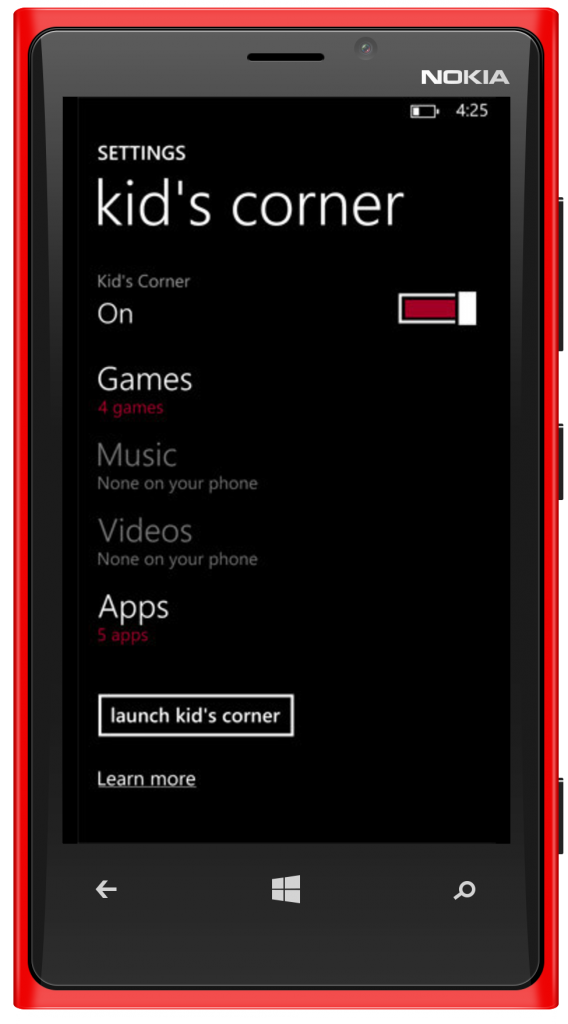 NOKIA
4:25
SETTINGS
kid's corner
Kid's Corner
On
Games
4 games
Music
None on your phone
Videos
None on your phone
Apps
5 apps
launch kid's corner
Learn more